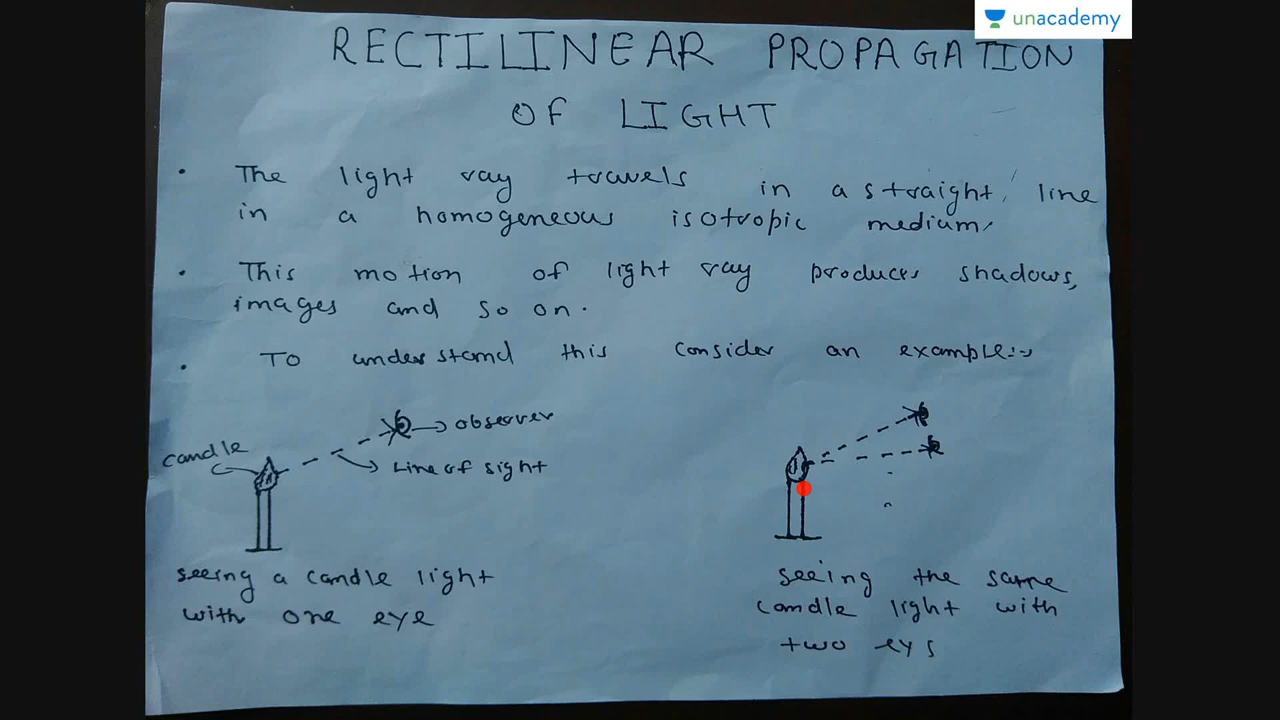 unacademy
RECTILINEAR PROPAGATION
OF LIGHT
• The light ray travels in a straight line
in a homogeneous isotropic medium.
• This motion of light ray produces shadows,
images and so on.
• To understand this consider an example:-
candle
observer
Line of sight
seeing a candle light
with one eye
seeing the same
candle light with
two eys